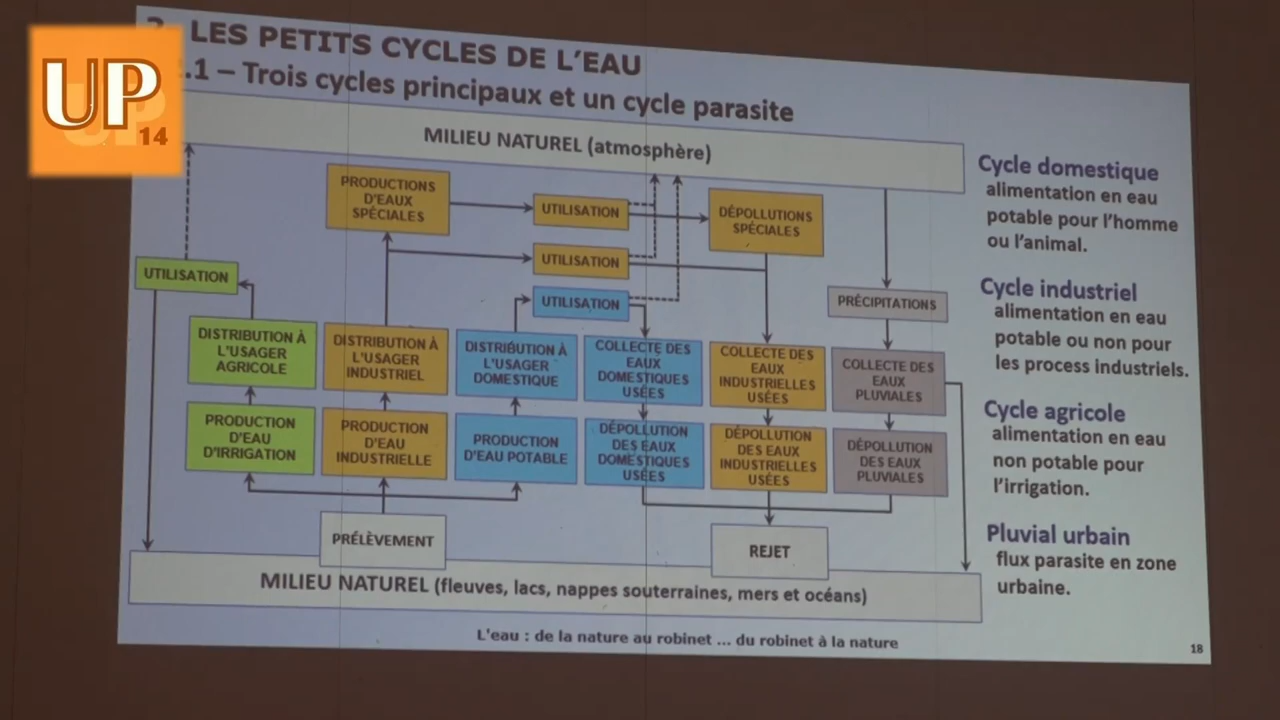 UP
14
LES PETITS CYCLES DE L'EAU
.1 – Trois cycles principaux et un cycle parasite
MILIEU NATUREL (atmosphère)
PRODUCTIONS
D'EAUX
SPÉCIALES
UTILISATION
DÉPOLLUTIONS
SPÉCIALES
UTILISATION
UTILISATION
UTILISATION
PRÉCIPITATIONS
DISTRIBUTION À
L'USAGER
AGRICOLE
DISTRIBUTION À
L'USAGER
INDUSTRIEL
DISTRIBUTION À
L'USAGER
DOMESTIQUE
COLLECTE DES
EAUX
DOMESTIQUES
USÉES
COLLECTE DES
EAUX
INDUSTRIELLES
USÉES
COLLECTE DES
EAUX
PLUVIALES
PRODUCTION
D'EAU
D'IRRIGATION
PRODUCTION
D'EAU
INDUSTRIELLE
PRODUCTION
D'EAU POTABLE
DÉPOLLUTION
DES EAUX
DOMESTIQUES
USÉES
DÉPOLLUTION
DES EAUX
INDUSTRIELLES
USÉES
DÉPOLLUTION
DES EAUX
PLUVIALES
PRÉLÈVEMENT
REJET
MILIEU NATUREL (fleuves, lacs, nappes souterraines, mers et océans)
Cycle domestique
alimentation en eau
potable pour l'homme
ou l'animal.
Cycle industriel
alimentation en eau
potable ou non pour
les process industriels.
Cycle agricole
alimentation en eau
non potable pour
l'irrigation.
Pluvial urbain
flux parasite en zone
urbaine.
L'eau : de la nature au robinet ... du robinet à la nature
18